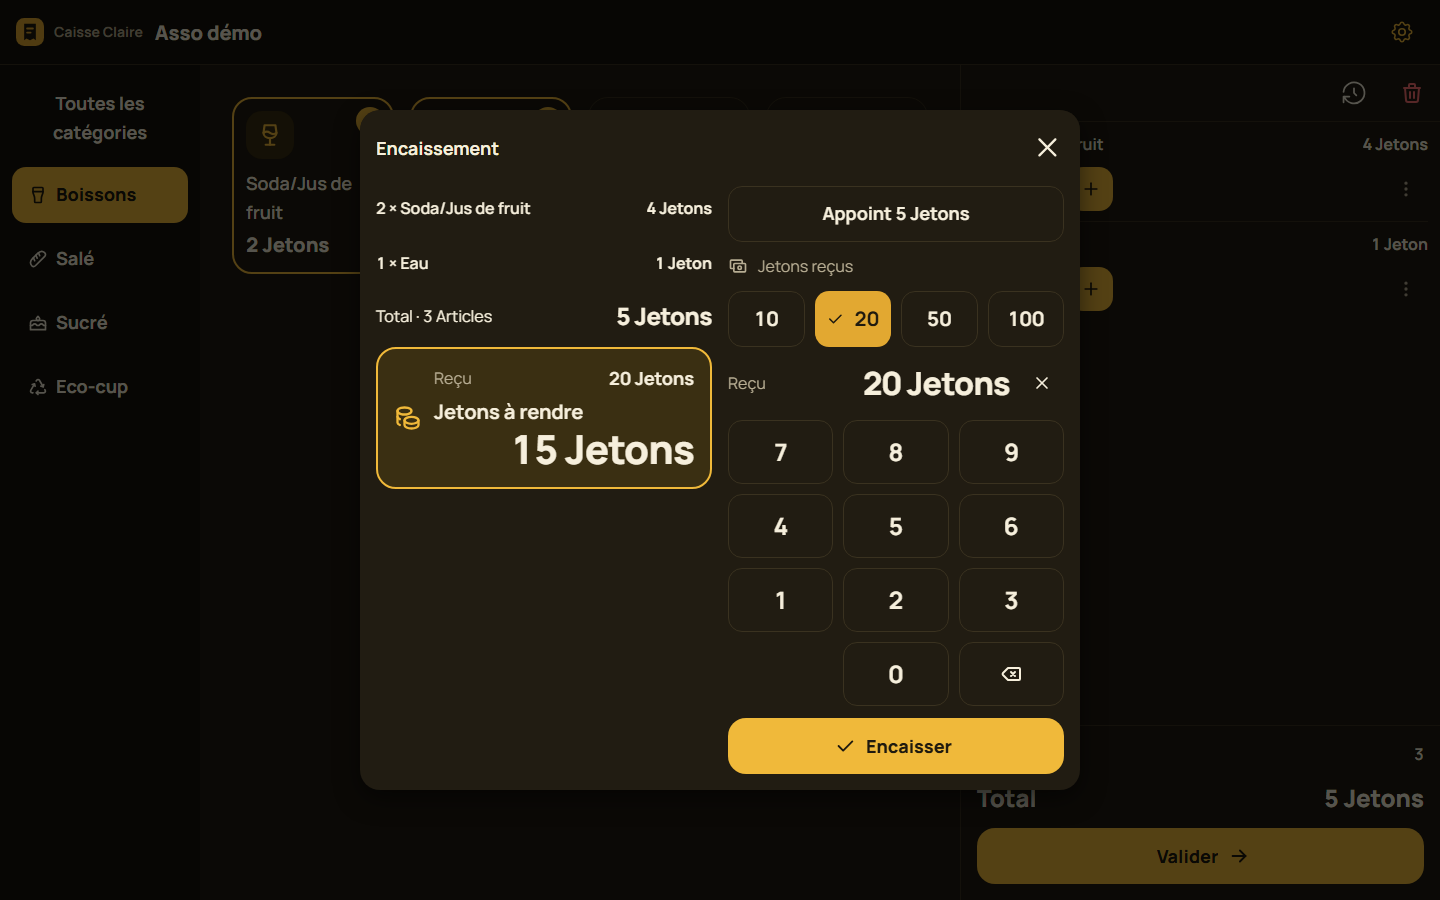 Caisse Claire Asso démo
Toutes les
catégories
Boissons
Salé
Sucré
Eco-cup
Soda/Jus de
fruit
2 Jetons
Encaissement
2 × Soda/Jus de fruit 4 Jetons
1 × Eau 1 Jeton
Total · 3 Articles 5 Jetons
Reçu 20 Jetons
Jetons à rendre
15 Jetons
Appoint 5 Jetons
Jetons reçus
10 20 50 100
Reçu 20 Jetons
7 8 9
4 5 6
1 2 3
0
Encaisser
ruit 4 Jetons
1 Jeton
3
Total 5 Jetons
Valider